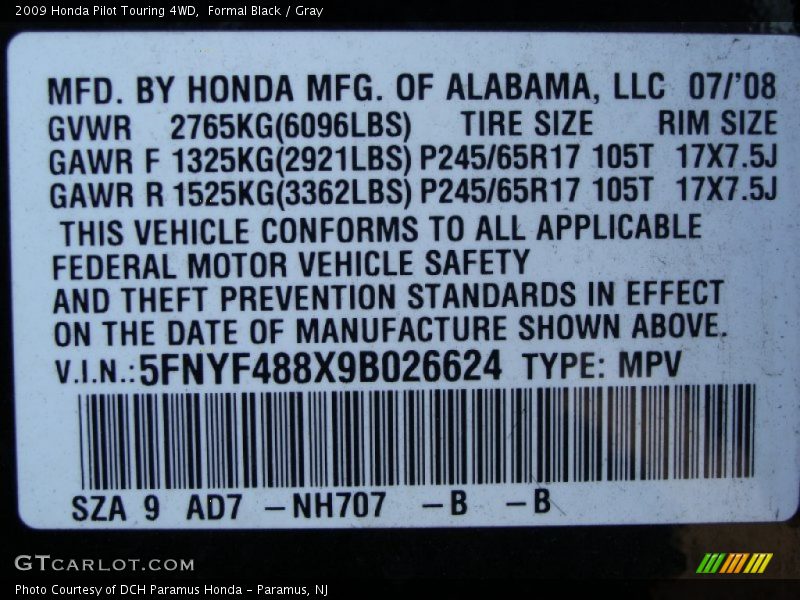 2009 Honda Pilot Touring 4WD,  Formal Black / Gray
MFD. BY HONDA MFG. OF ALABAMA, LLC 07/'08
GVWR 2765KG(6096LBS) TIRE SIZE RIM SIZE
GAWR F 1325KG(2921LBS) P245/65R17 105T 17X7.5J
GAWR R 1525KG(3362LBS) P245/65R17 105T 17X7.5J
THIS VEHICLE CONFORMS TO ALL APPLICABLE
FEDERAL MOTOR VEHICLE SAFETY
AND THEFT PREVENTION STANDARDS IN EFFECT
ON THE DATE OF MANUFACTURE SHOWN ABOVE.
V.I.N.: 5FNYF488X9B026624 TYPE: MPV
SZA 9 AD7 –NH707 –B –B
GTCARLOT.COM
Photo Courtesy of DCH Paramus Honda - Paramus, NJ